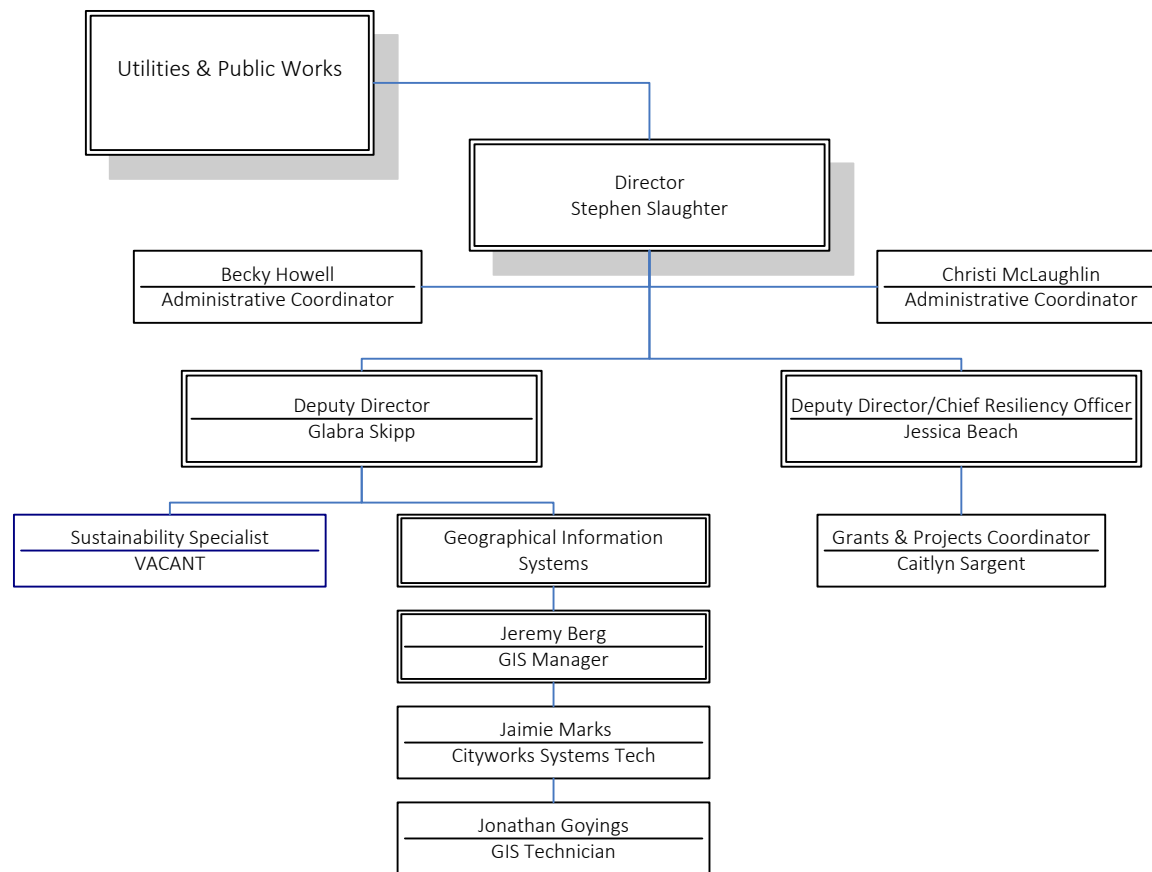 Utilities & Public Works
Director
Stephen Slaughter
Becky Howell
Administrative Coordinator
Christi McLaughlin
Administrative Coordinator
Deputy Director
Glabra Skipp
Deputy Director/Chief Resiliency Officer
Jessica Beach
Sustainability Specialist
VACANT
Geographical Information
Systems
Grants & Projects Coordinator
Caitlyn Sargent
Jeremy Berg
GIS Manager
Jaimie Marks
Cityworks Systems Tech
Jonathan Goyings
GIS Technician